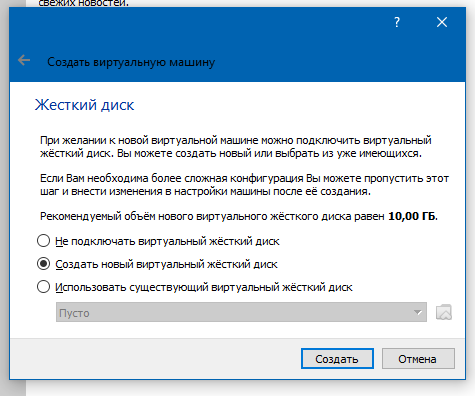 свежих новостей.
?
Создать виртуальную машину
Жесткий диск
При желании к новой виртуальной машине можно подключить виртуальный
жёсткий диск. Вы можете создать новый или выбрать из уже имеющихся.
Если Вам необходима более сложная конфигурация Вы можете пропустить этот
шаг и внести изменения в настройки машины после её создания.
Рекомендуемый объём нового виртуального жёсткого диска равен 10,00 ГБ.
Не подключать виртуальный жёсткий диск
Создать новый виртуальный жёсткий диск
Использовать существующий виртуальный жёсткий диск
Пусто
Создать
Отмена